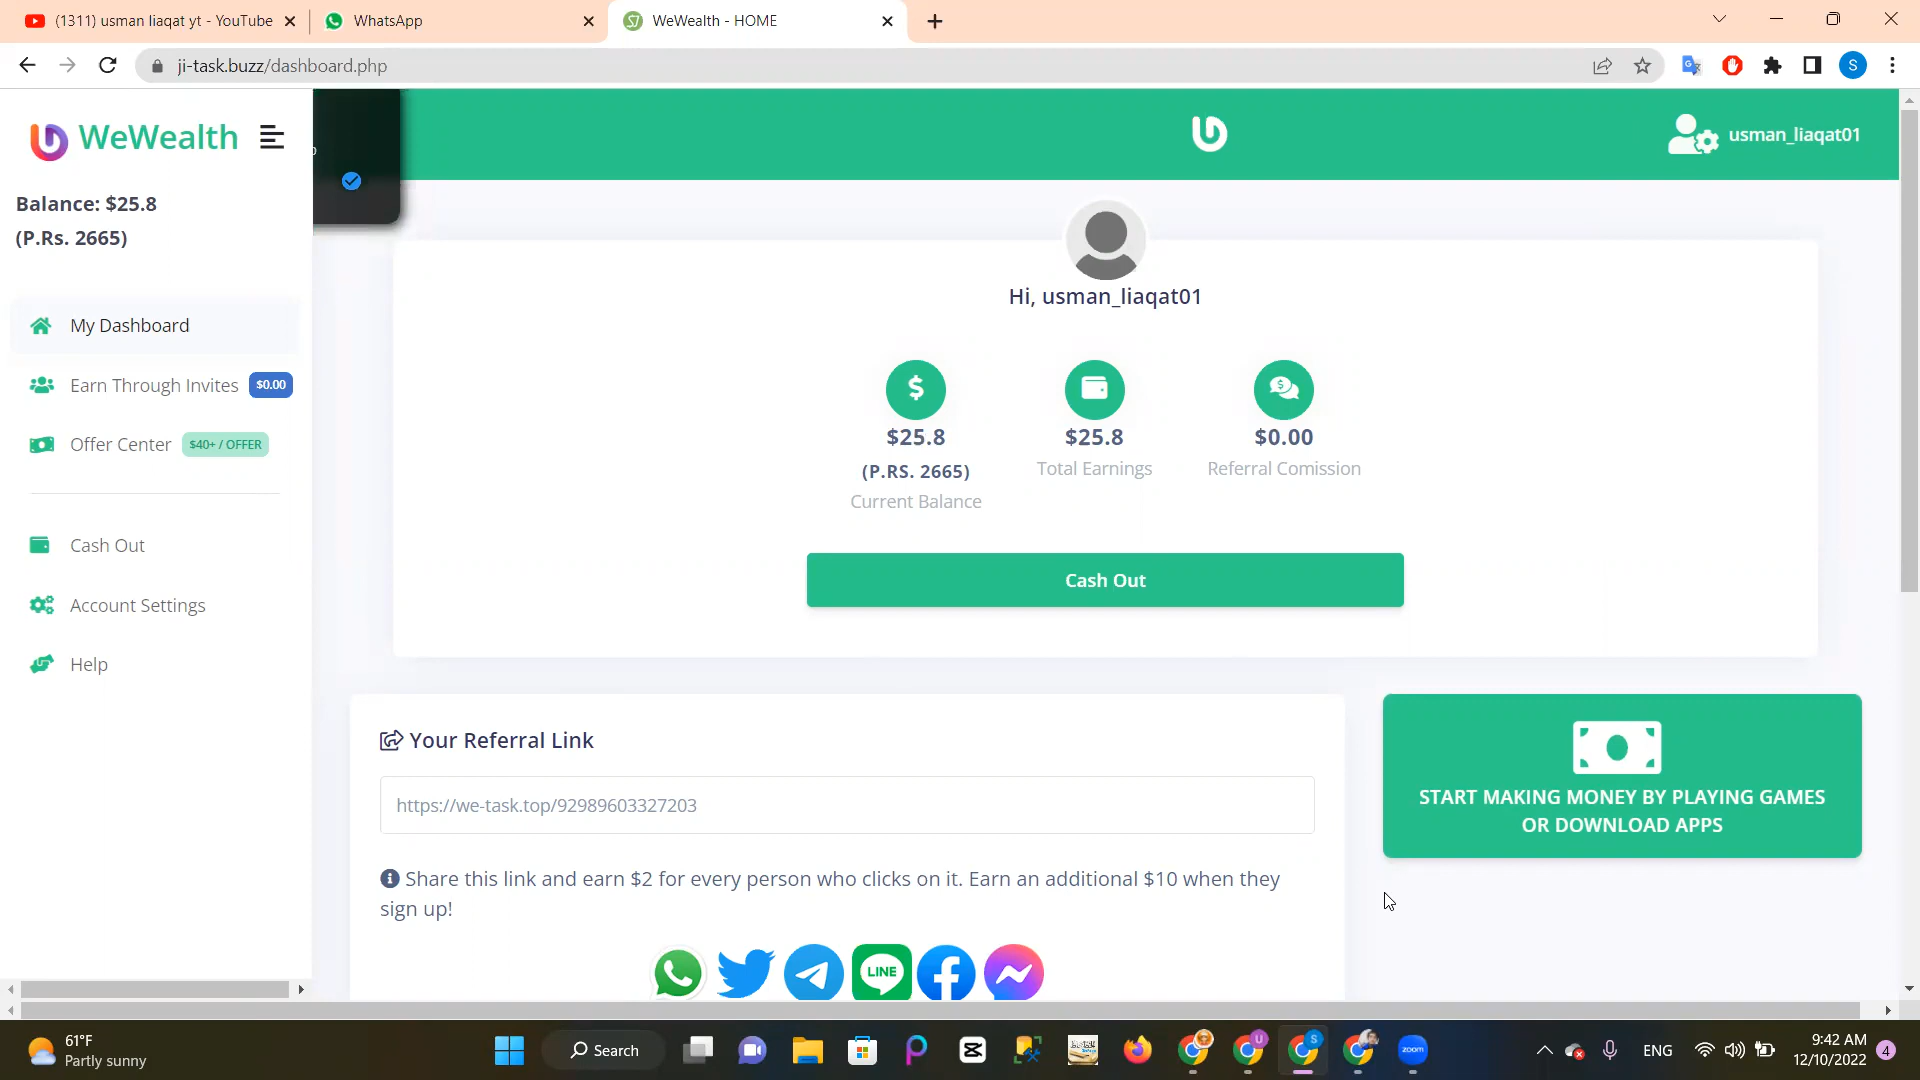 (1311) usman liaqat yt - YouTube
WhatsApp
WeWealth - HOME
ji-task.buzz/dashboard.php
S
WeWealth
usman_liaqat01
Balance: $25.8
(P.Rs. 2665)
My Dashboard
Earn Through Invites $0.00
Offer Center $40+ / OFFER
Cash Out
Account Settings
Help
Hi, usman_liaqat01
$25.8
(P.RS. 2665)
Current Balance
$25.8
Total Earnings
$0.00
Referral Comission
Cash Out
Your Referral Link
https://we-task.top/92989603327203
Share this link and earn $2 for every person who clicks on it. Earn an additional $10 when they
sign up!
LINE
START MAKING MONEY BY PLAYING GAMES
OR DOWNLOAD APPS
61°F
Partly sunny
Search
U
S
zoom
ENG
9:42 AM
12/10/2022
4